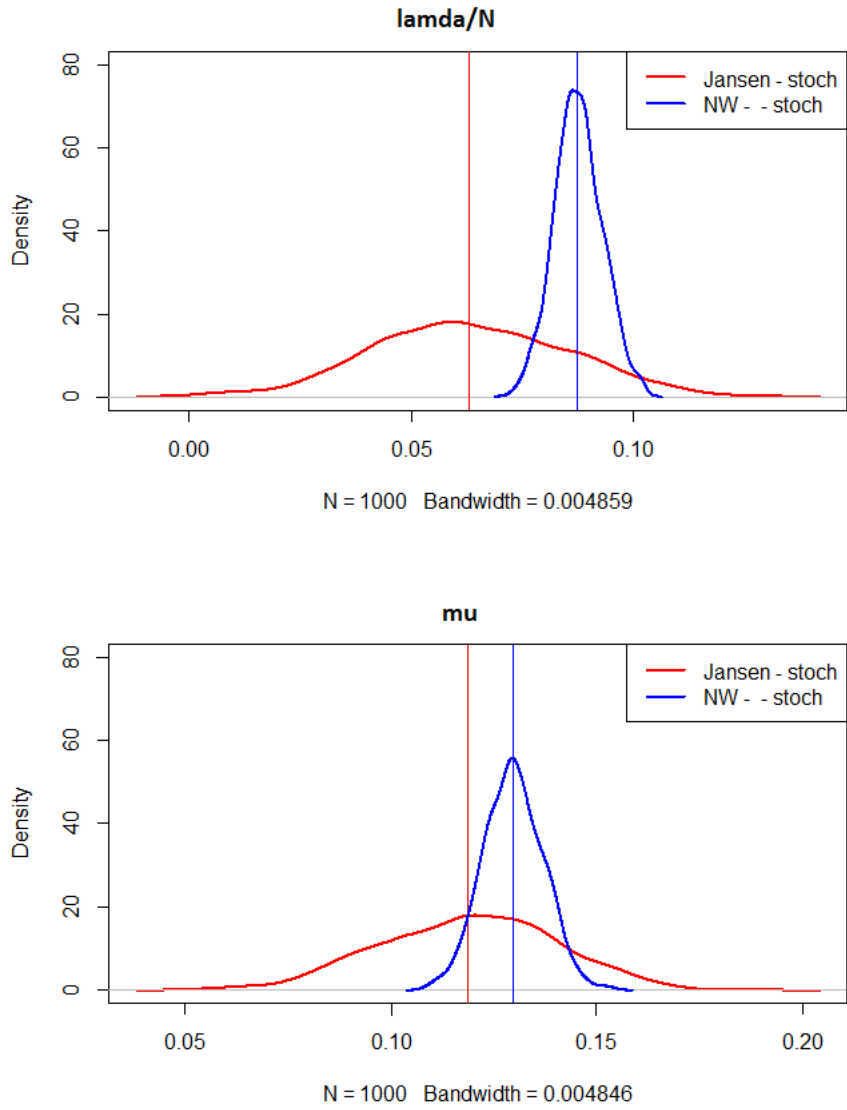 lamda/N
80
60
40
20
0
Density
Jansen - stoch
NW - - stoch
0.00 0.05 0.10
N = 1000 Bandwidth = 0.004859
mu
80
60
40
20
0
Density
Jansen - stoch
NW - - stoch
0.05 0.10 0.15 0.20
N = 1000 Bandwidth = 0.004846